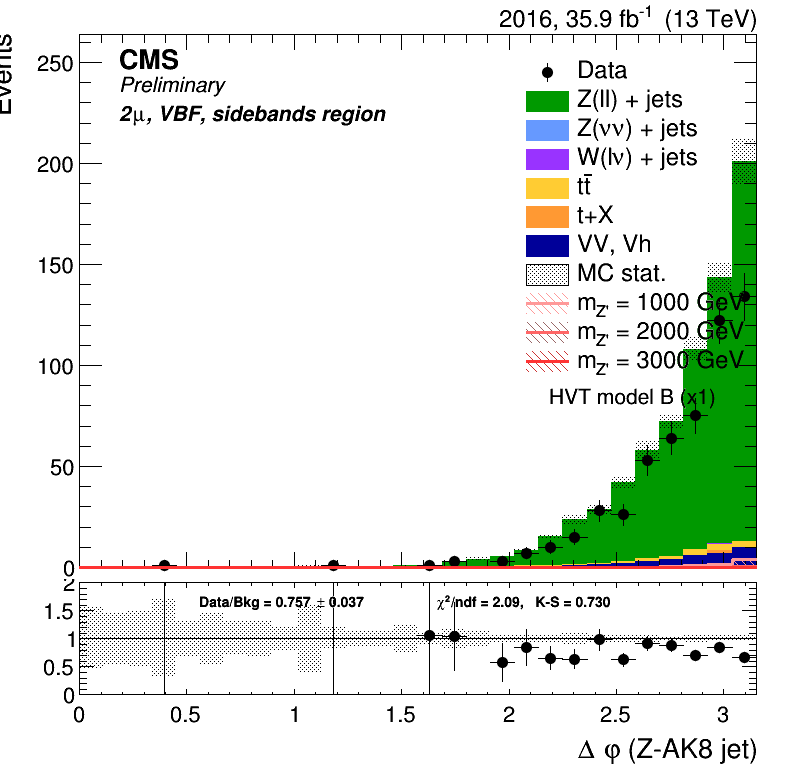 2016, 35.9 fb⁻¹ (13 TeV)
Events
CMS
Preliminary
2μ, VBF, sidebands region
Data
Z(ll) + jets
Z(νν) + jets
W(lν) + jets
tt̄
t+X
VV, Vh
MC stat.
m_Z' = 1000 GeV
m_Z' = 2000 GeV
m_Z' = 3000 GeV
HVT model B (x1)
250
200
150
100
50
0
2
1.5
1
0.5
0
Data/Bkg = 0.757 ± 0.037
χ²/ndf = 2.09, K-S = 0.730
0 0.5 1 1.5 2 2.5 3
Δ φ (Z-AK8 jet)